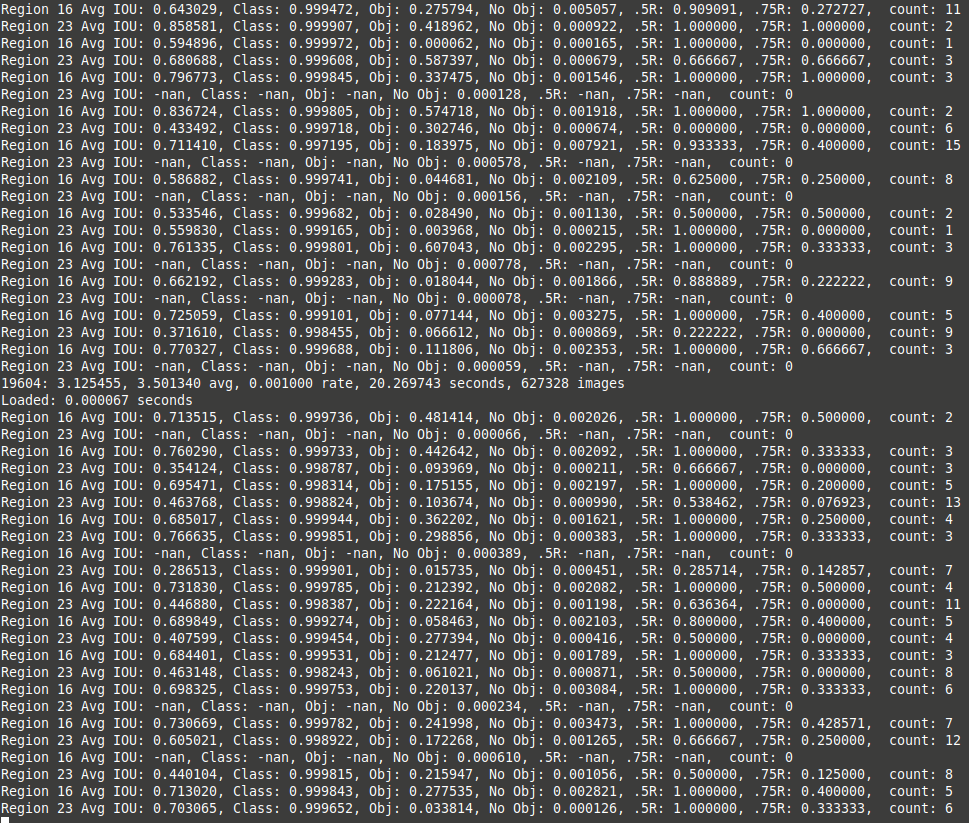 Region 16 Avg IOU: 0.643029, Class: 0.999472, Obj: 0.275794, No Obj: 0.005057, .5R: 0.909091, .75R: 0.272727,  count: 11
Region 23 Avg IOU: 0.858581, Class: 0.999907, Obj: 0.418962, No Obj: 0.000922, .5R: 1.000000, .75R: 1.000000,  count: 2
Region 16 Avg IOU: 0.594896, Class: 0.999972, Obj: 0.000062, No Obj: 0.000165, .5R: 1.000000, .75R: 0.000000,  count: 1
Region 23 Avg IOU: 0.680688, Class: 0.999608, Obj: 0.587397, No Obj: 0.000679, .5R: 0.666667, .75R: 0.666667,  count: 3
Region 16 Avg IOU: 0.796773, Class: 0.999845, Obj: 0.337475, No Obj: 0.001546, .5R: 1.000000, .75R: 1.000000,  count: 3
Region 23 Avg IOU: -nan, Class: -nan, Obj: -nan, No Obj: 0.000128, .5R: -nan, .75R: -nan,  count: 0
Region 16 Avg IOU: 0.836724, Class: 0.999805, Obj: 0.574718, No Obj: 0.001918, .5R: 1.000000, .75R: 1.000000,  count: 2
Region 23 Avg IOU: 0.433492, Class: 0.999718, Obj: 0.302746, No Obj: 0.000674, .5R: 0.000000, .75R: 0.000000,  count: 6
Region 16 Avg IOU: 0.711410, Class: 0.997195, Obj: 0.183975, No Obj: 0.007921, .5R: 0.933333, .75R: 0.400000,  count: 15
Region 23 Avg IOU: -nan, Class: -nan, Obj: -nan, No Obj: 0.000578, .5R: -nan, .75R: -nan,  count: 0
Region 16 Avg IOU: 0.586882, Class: 0.999741, Obj: 0.044681, No Obj: 0.002109, .5R: 0.625000, .75R: 0.250000,  count: 8
Region 23 Avg IOU: -nan, Class: -nan, Obj: -nan, No Obj: 0.000156, .5R: -nan, .75R: -nan,  count: 0
Region 16 Avg IOU: 0.533546, Class: 0.999682, Obj: 0.028490, No Obj: 0.001130, .5R: 0.500000, .75R: 0.500000,  count: 2
Region 23 Avg IOU: 0.559830, Class: 0.999165, Obj: 0.003968, No Obj: 0.000215, .5R: 1.000000, .75R: 0.000000,  count: 1
Region 16 Avg IOU: 0.761335, Class: 0.999801, Obj: 0.607043, No Obj: 0.002295, .5R: 1.000000, .75R: 0.333333,  count: 3
Region 23 Avg IOU: -nan, Class: -nan, Obj: -nan, No Obj: 0.000778, .5R: -nan, .75R: -nan,  count: 0
Region 16 Avg IOU: 0.662192, Class: 0.999283, Obj: 0.018044, No Obj: 0.001866, .5R: 0.888889, .75R: 0.222222,  count: 9
Region 23 Avg IOU: -nan, Class: -nan, Obj: -nan, No Obj: 0.000078, .5R: -nan, .75R: -nan,  count: 0
Region 16 Avg IOU: 0.725059, Class: 0.999101, Obj: 0.077144, No Obj: 0.003275, .5R: 1.000000, .75R: 0.400000,  count: 5
Region 23 Avg IOU: 0.371610, Class: 0.998455, Obj: 0.066612, No Obj: 0.000869, .5R: 0.222222, .75R: 0.000000,  count: 9
Region 16 Avg IOU: 0.770327, Class: 0.999688, Obj: 0.111806, No Obj: 0.002353, .5R: 1.000000, .75R: 0.666667,  count: 3
Region 23 Avg IOU: -nan, Class: -nan, Obj: -nan, No Obj: 0.000059, .5R: -nan, .75R: -nan,  count: 0
19604: 3.125455, 3.501340 avg, 0.001000 rate, 20.269743 seconds, 627328 images
Loaded: 0.000067 seconds
Region 16 Avg IOU: 0.713515, Class: 0.999736, Obj: 0.481414, No Obj: 0.002026, .5R: 1.000000, .75R: 0.500000,  count: 2
Region 23 Avg IOU: -nan, Class: -nan, Obj: -nan, No Obj: 0.000066, .5R: -nan, .75R: -nan,  count: 0
Region 16 Avg IOU: 0.760290, Class: 0.999733, Obj: 0.442642, No Obj: 0.002092, .5R: 1.000000, .75R: 0.333333,  count: 3
Region 23 Avg IOU: 0.354124, Class: 0.998787, Obj: 0.093969, No Obj: 0.000211, .5R: 0.666667, .75R: 0.000000,  count: 3
Region 16 Avg IOU: 0.695471, Class: 0.998314, Obj: 0.175155, No Obj: 0.002197, .5R: 1.000000, .75R: 0.200000,  count: 5
Region 23 Avg IOU: 0.463768, Class: 0.998824, Obj: 0.103674, No Obj: 0.000990, .5R: 0.538462, .75R: 0.076923,  count: 13
Region 16 Avg IOU: 0.685017, Class: 0.999944, Obj: 0.362202, No Obj: 0.001621, .5R: 1.000000, .75R: 0.250000,  count: 4
Region 23 Avg IOU: 0.766635, Class: 0.999851, Obj: 0.298856, No Obj: 0.000383, .5R: 1.000000, .75R: 0.333333,  count: 3
Region 16 Avg IOU: -nan, Class: -nan, Obj: -nan, No Obj: 0.000389, .5R: -nan, .75R: -nan,  count: 0
Region 23 Avg IOU: 0.286513, Class: 0.999901, Obj: 0.015735, No Obj: 0.000451, .5R: 0.285714, .75R: 0.142857,  count: 7
Region 16 Avg IOU: 0.731830, Class: 0.999785, Obj: 0.212392, No Obj: 0.002082, .5R: 1.000000, .75R: 0.500000,  count: 4
Region 23 Avg IOU: 0.446880, Class: 0.998387, Obj: 0.222164, No Obj: 0.001198, .5R: 0.636364, .75R: 0.000000,  count: 11
Region 16 Avg IOU: 0.689849, Class: 0.999274, Obj: 0.058463, No Obj: 0.002103, .5R: 0.800000, .75R: 0.400000,  count: 5
Region 23 Avg IOU: 0.407599, Class: 0.999454, Obj: 0.277394, No Obj: 0.000416, .5R: 0.500000, .75R: 0.000000,  count: 4
Region 16 Avg IOU: 0.684401, Class: 0.999531, Obj: 0.212477, No Obj: 0.001789, .5R: 1.000000, .75R: 0.333333,  count: 3
Region 23 Avg IOU: 0.463148, Class: 0.998243, Obj: 0.061021, No Obj: 0.000871, .5R: 0.500000, .75R: 0.000000,  count: 8
Region 16 Avg IOU: 0.698325, Class: 0.999753, Obj: 0.220137, No Obj: 0.003084, .5R: 1.000000, .75R: 0.333333,  count: 6
Region 23 Avg IOU: -nan, Class: -nan, Obj: -nan, No Obj: 0.000234, .5R: -nan, .75R: -nan,  count: 0
Region 16 Avg IOU: 0.730669, Class: 0.999782, Obj: 0.241998, No Obj: 0.003473, .5R: 1.000000, .75R: 0.428571,  count: 7
Region 23 Avg IOU: 0.605021, Class: 0.998922, Obj: 0.172268, No Obj: 0.001265, .5R: 0.666667, .75R: 0.250000,  count: 12
Region 16 Avg IOU: -nan, Class: -nan, Obj: -nan, No Obj: 0.000610, .5R: -nan, .75R: -nan,  count: 0
Region 23 Avg IOU: 0.440104, Class: 0.999815, Obj: 0.215947, No Obj: 0.001056, .5R: 0.500000, .75R: 0.125000,  count: 8
Region 16 Avg IOU: 0.713020, Class: 0.999843, Obj: 0.277535, No Obj: 0.002821, .5R: 1.000000, .75R: 0.400000,  count: 5
Region 23 Avg IOU: 0.703065, Class: 0.999652, Obj: 0.033814, No Obj: 0.000126, .5R: 1.000000, .75R: 0.333333,  count: 6